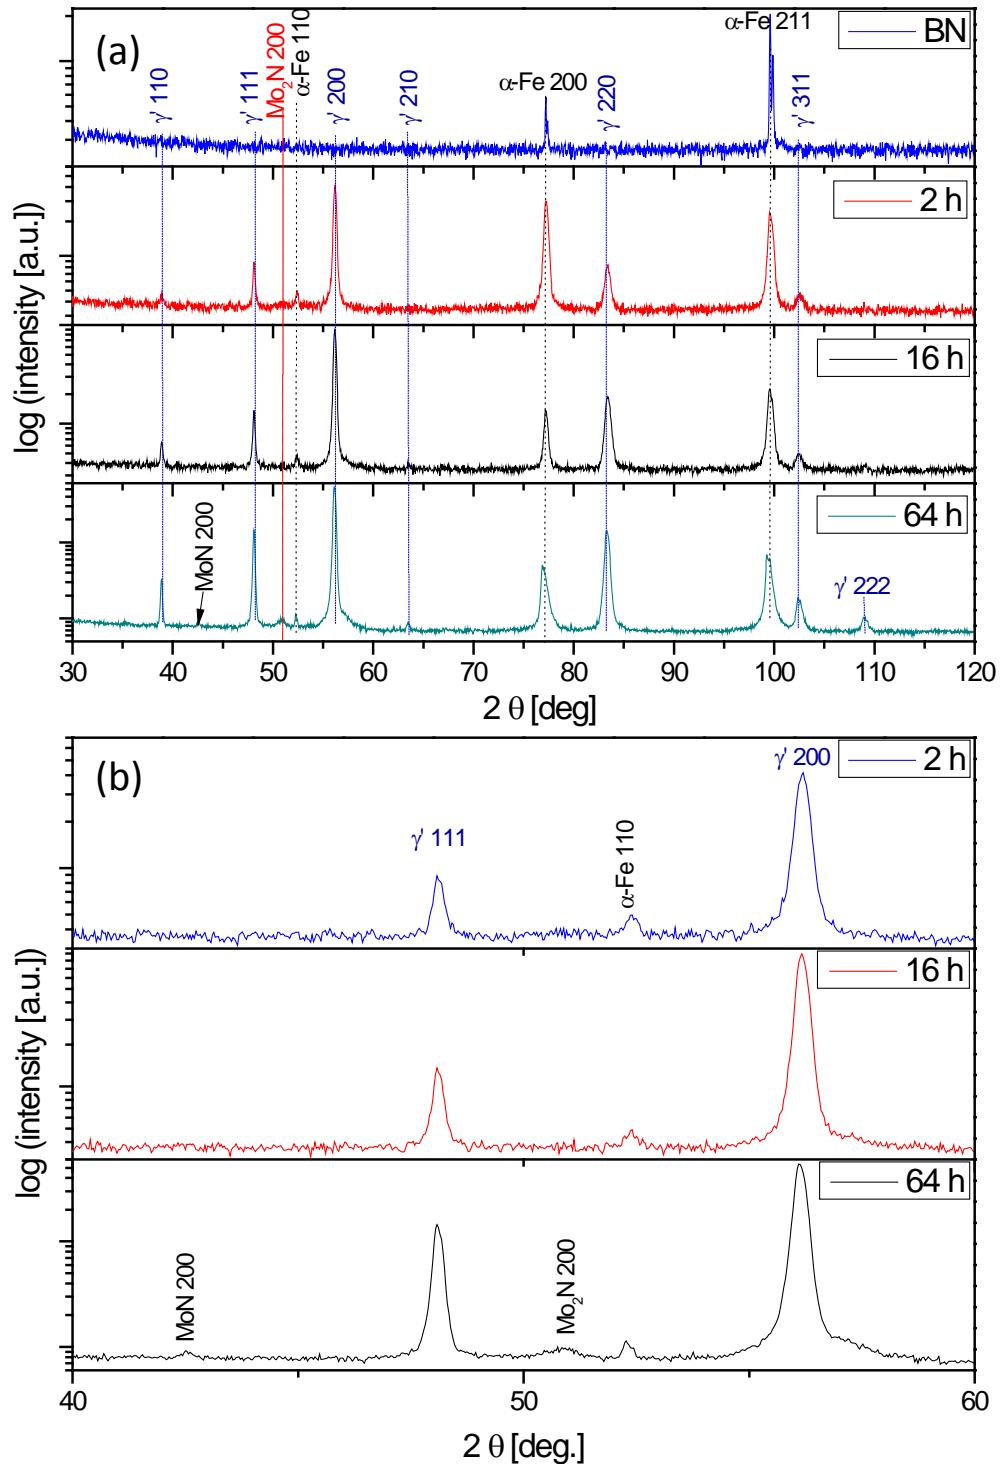 (a)
BN
γ' 110
γ' 111
Mo₂N 200
α-Fe 110
γ' 200
γ' 210
α-Fe 200
γ' 220
α-Fe 211
γ' 311
2 h
16 h
64 h
MoN 200
γ' 222
log (intensity [a.u.])
30 40 50 60 70 80 90 100 110 120
2 θ [deg]
(b)
2 h
γ' 111
α-Fe 110
γ' 200
16 h
64 h
MoN 200
Mo₂N 200
log (intensity [a.u.])
40 50 60
2 θ [deg.]